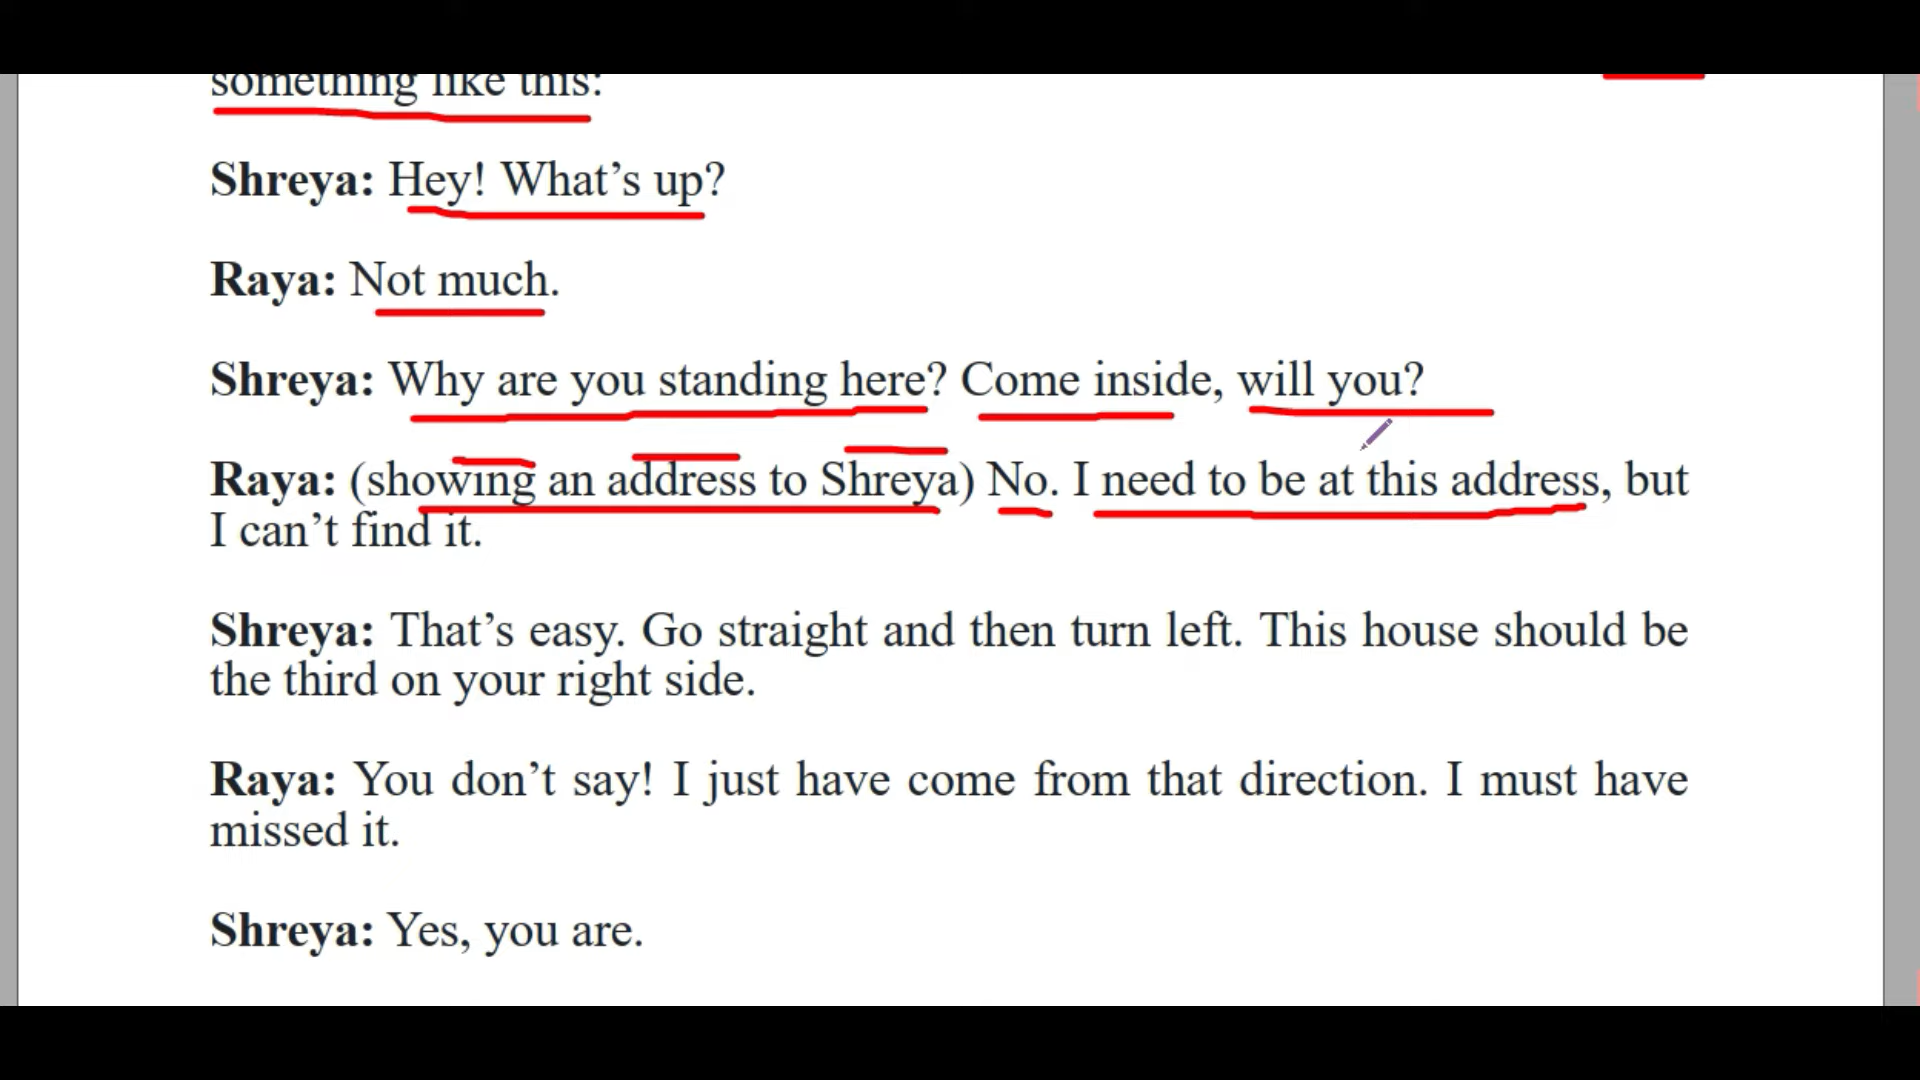 something like this:
Shreya: Hey! What’s up?
Raya: Not much.
Shreya: Why are you standing here? Come inside, will you?
Raya: (showing an address to Shreya) No. I need to be at this address, but
I can’t find it.
Shreya: That’s easy. Go straight and then turn left. This house should be
the third on your right side.
Raya: You don’t say! I just have come from that direction. I must have
missed it.
Shreya: Yes, you are.